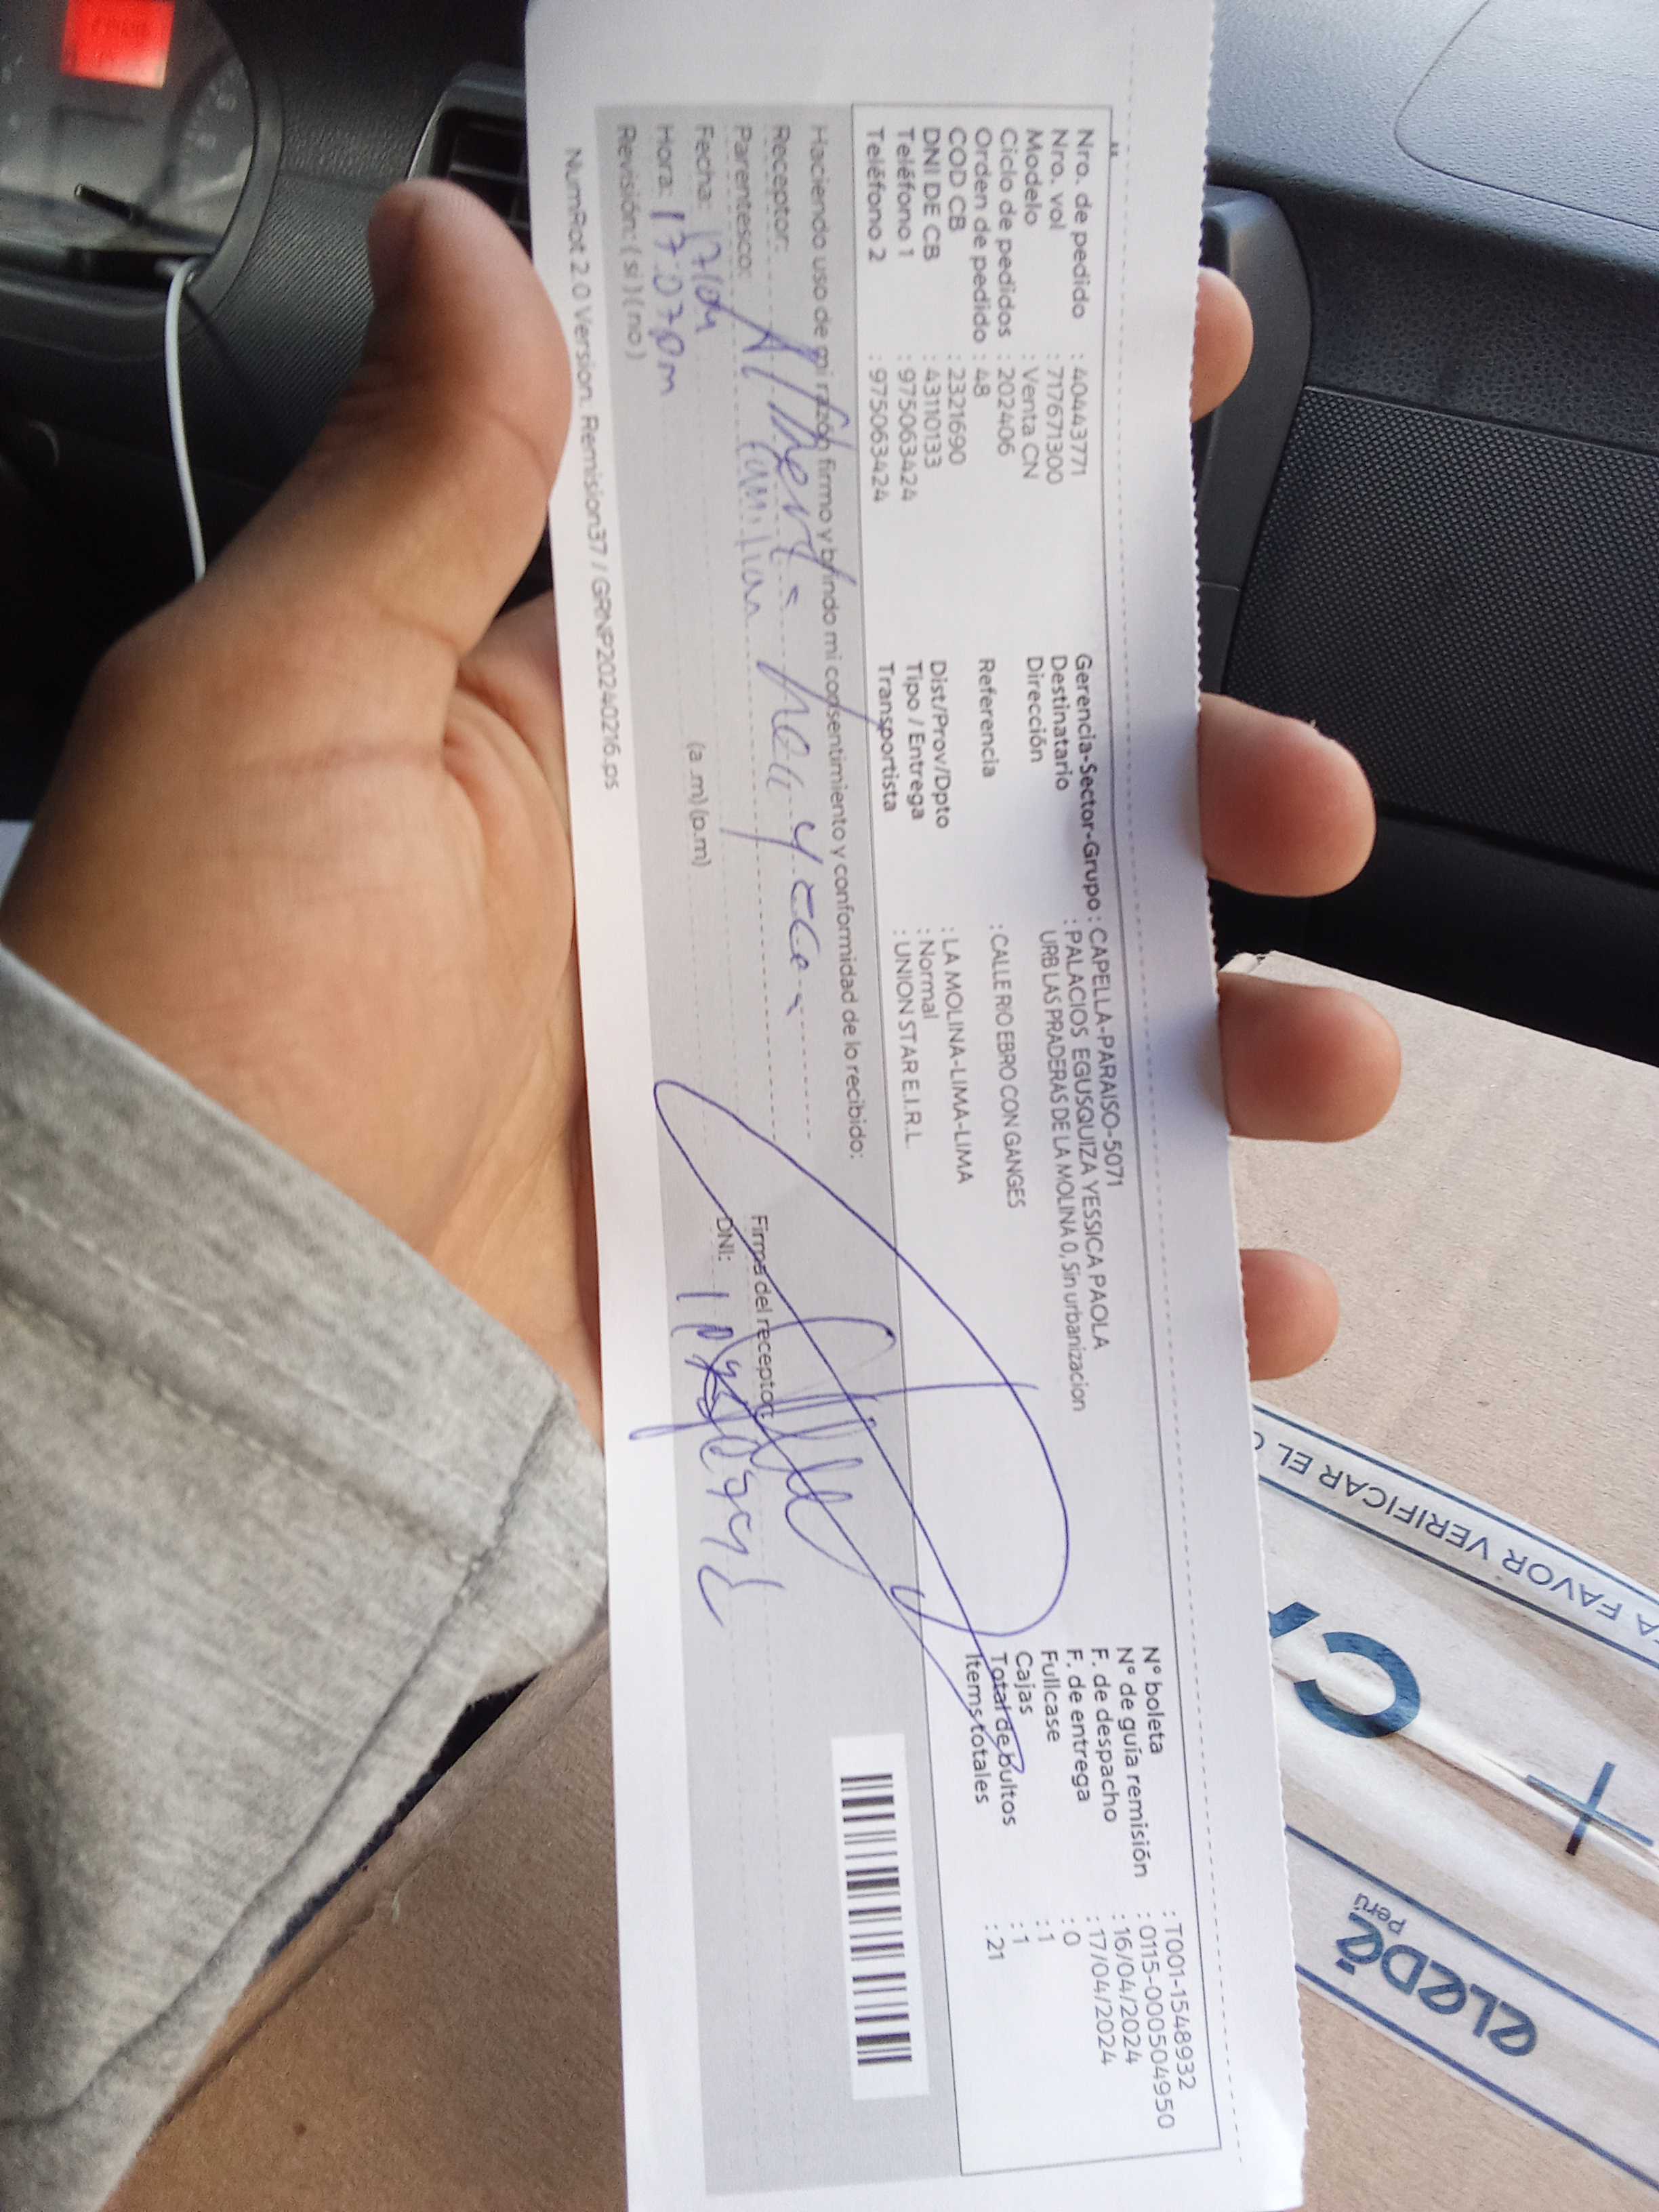 Nro. de pedido : 40443771
Nro. vol : 717671300
Modelo : Venta CN
Ciclo de pedidos : 202406
Orden de pedido : 48
COD CB : 2321690
DNI DE CB : 43110133
Teléfono 1 : 975063424
Teléfono 2 : 975063424
Gerencia-Sector-Grupo : CAPELLA-PARAISO-5071
Destinatario : PALACIOS EGUSQUIZA YESSICA PAOLA
Dirección URB LAS PRADERAS DE LA MOLINA 0, Sin urbanizacion
Referencia : CALLE RIO EBRO CON GANGES
Dist/Prov/Dpto : LA MOLINA-LIMA-LIMA
Tipo / Entrega : Normal
Transportista : UNION STAR E.I.R.L
N° boleta : T001-1548932
N° de guía remisión : 0115-0005504950
F. de despacho : 16/04/2024
F. de entrega : 17/04/2024
Fullcase : 0
Cajas : 1
Total de bultos : 1
Items totales : 21
Haciendo uso de mi razón firmo y brindo mi consentimiento y conformidad de lo recibido:
Receptor:
Parentesco:
Fecha: 17/04
Hora: (a .m) (p.m)
Revisión: ( si ) ( no )
Firma del receptor:
DNI:
NumRot 2.0 Version. Remision37 / GRNP20240216.ps
A FAVOR VERIFICAR EL
C
eLeDé
Perú